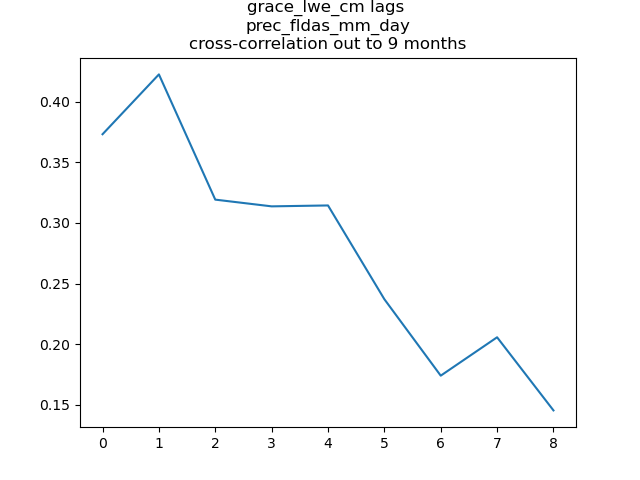 grace_lwe_cm lags
prec_fldas_mm_day
cross-correlation out to 9 months
0.40
0.35
0.30
0.25
0.20
0.15
0 1 2 3 4 5 6 7 8